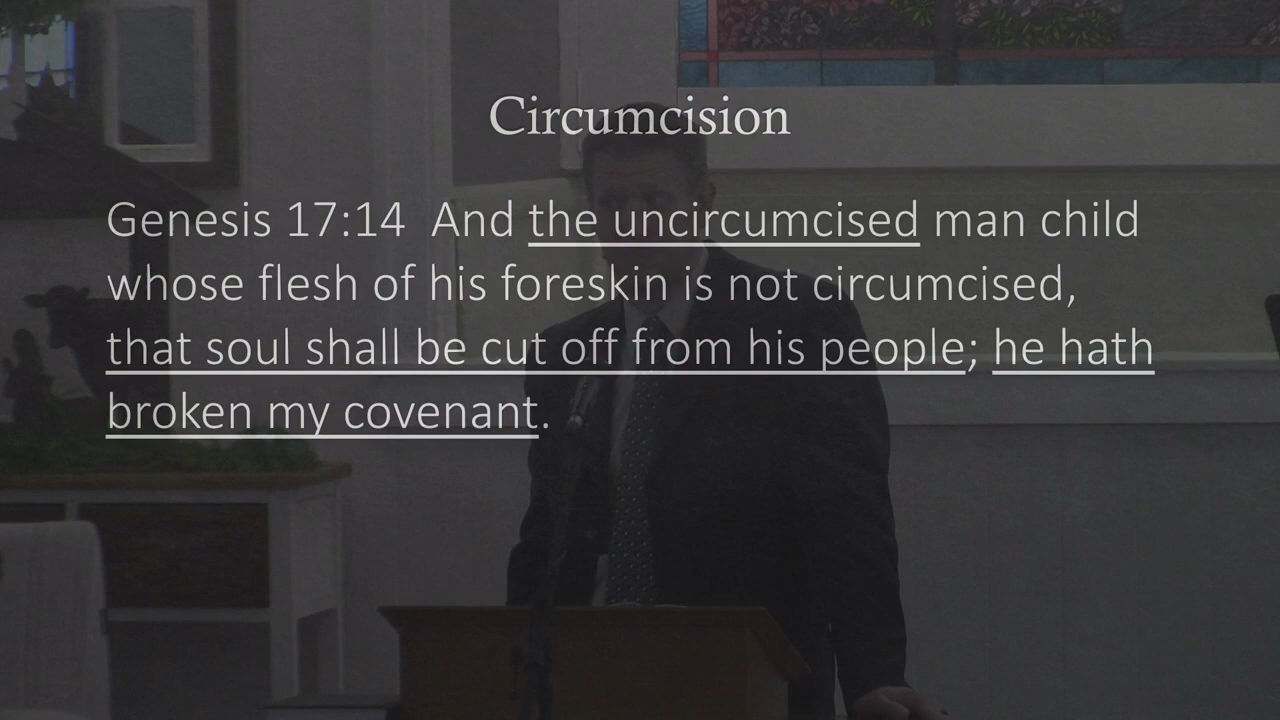 Circumcision
Genesis 17:14  And the uncircumcised man child
whose flesh of his foreskin is not circumcised,
that soul shall be cut off from his people; he hath
broken my covenant.